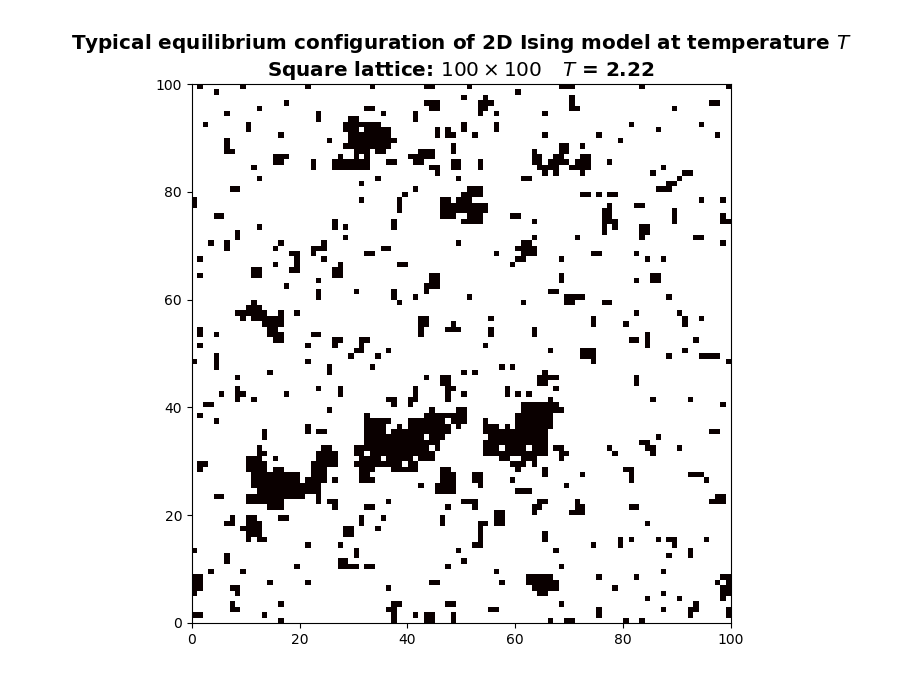 Typical equilibrium configuration of 2D Ising model at temperature T
Square lattice: 100 × 100 T = 2.22
100
80
60
40
20
0
0 20 40 60 80 100